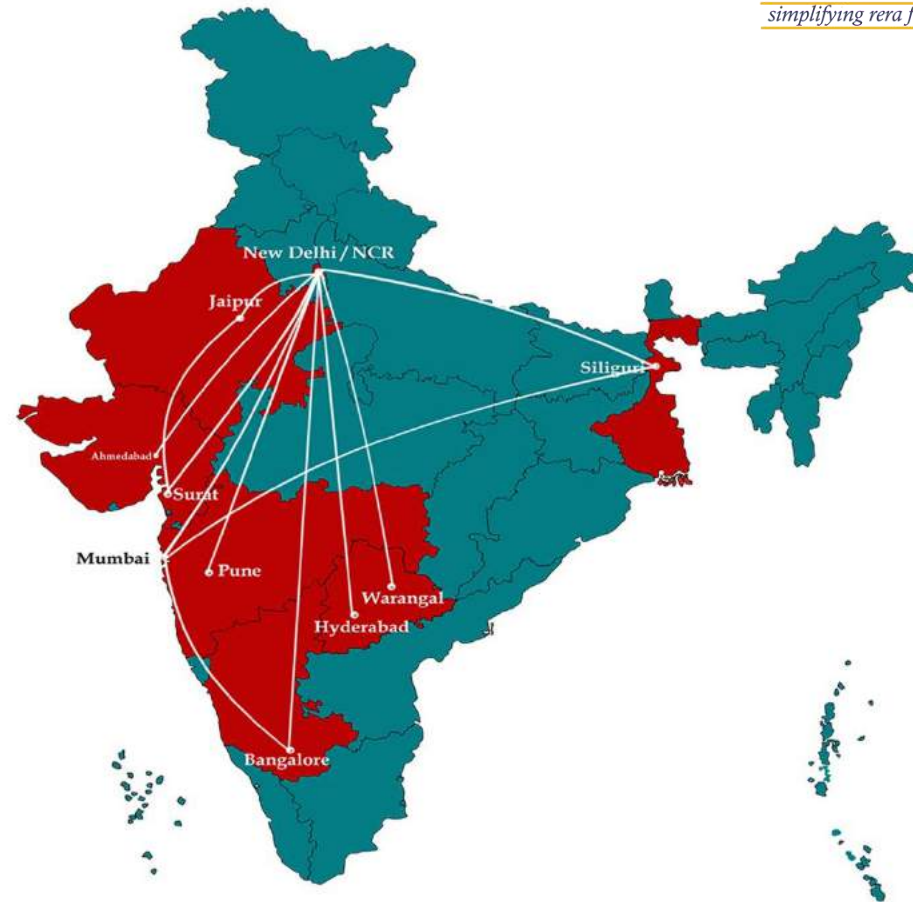 simplifying rera f
New Delhi / NCR
Jaipur
Siliguri
Ahmedabad
Surat
Mumbai
Pune
Warangal
Hyderabad
Bangalore